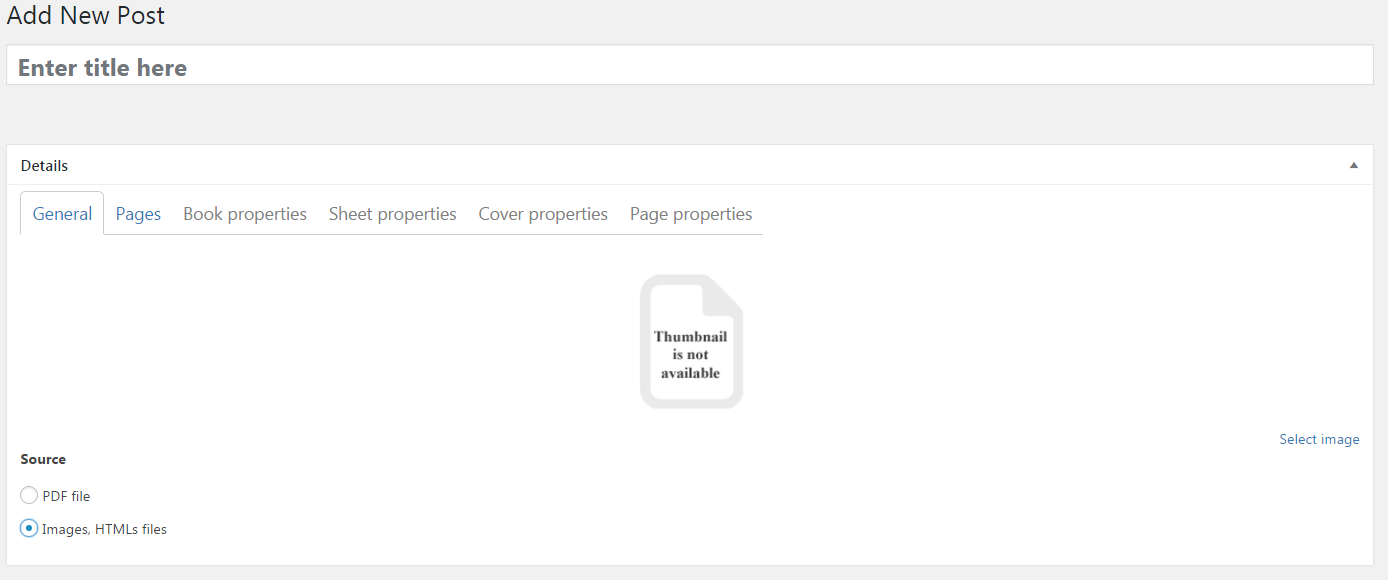 Add New Post
Enter title here
Details
General Pages Book properties Sheet properties Cover properties Page properties
Thumbnail
is not
available
Select image
Source
PDF file
Images, HTMLs files